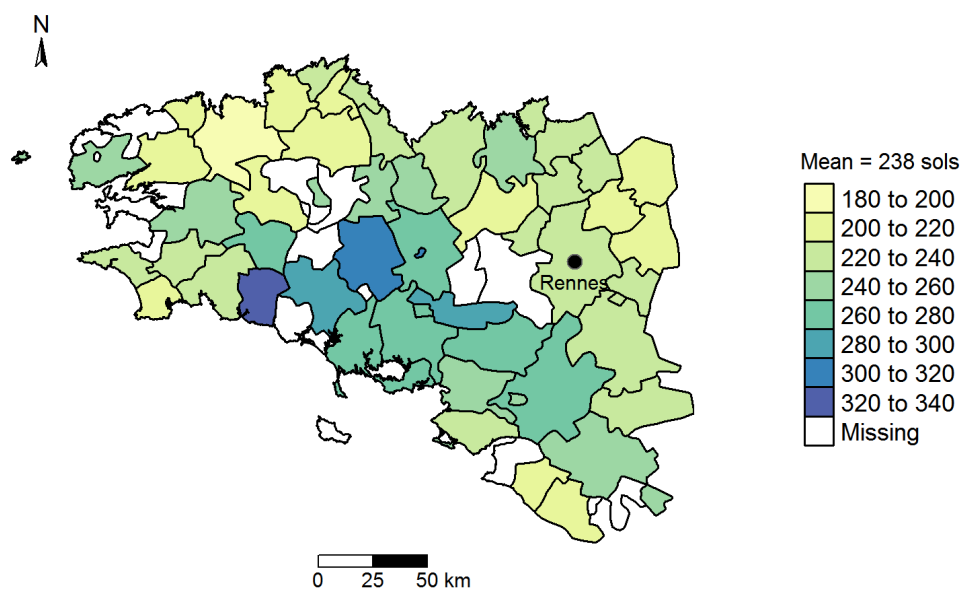 N
Mean = 238 sols
180 to 200
200 to 220
220 to 240
240 to 260
260 to 280
280 to 300
300 to 320
320 to 340
Missing
Rennes
0 25 50 km